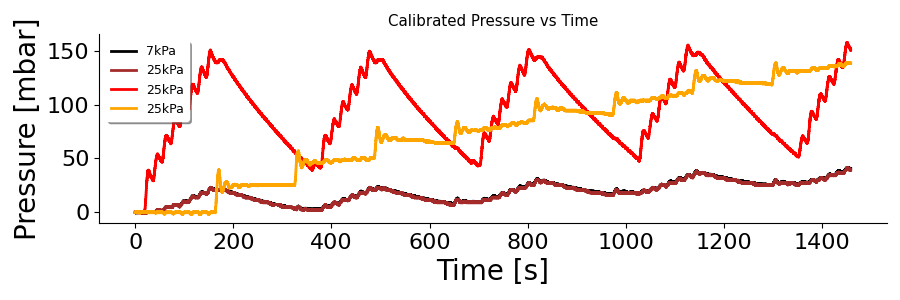 Calibrated Pressure vs Time
Pressure [mbar]
150
100
50
0
7kPa
25kPa
25kPa
25kPa
0 200 400 600 800 1000 1200 1400
Time [s]